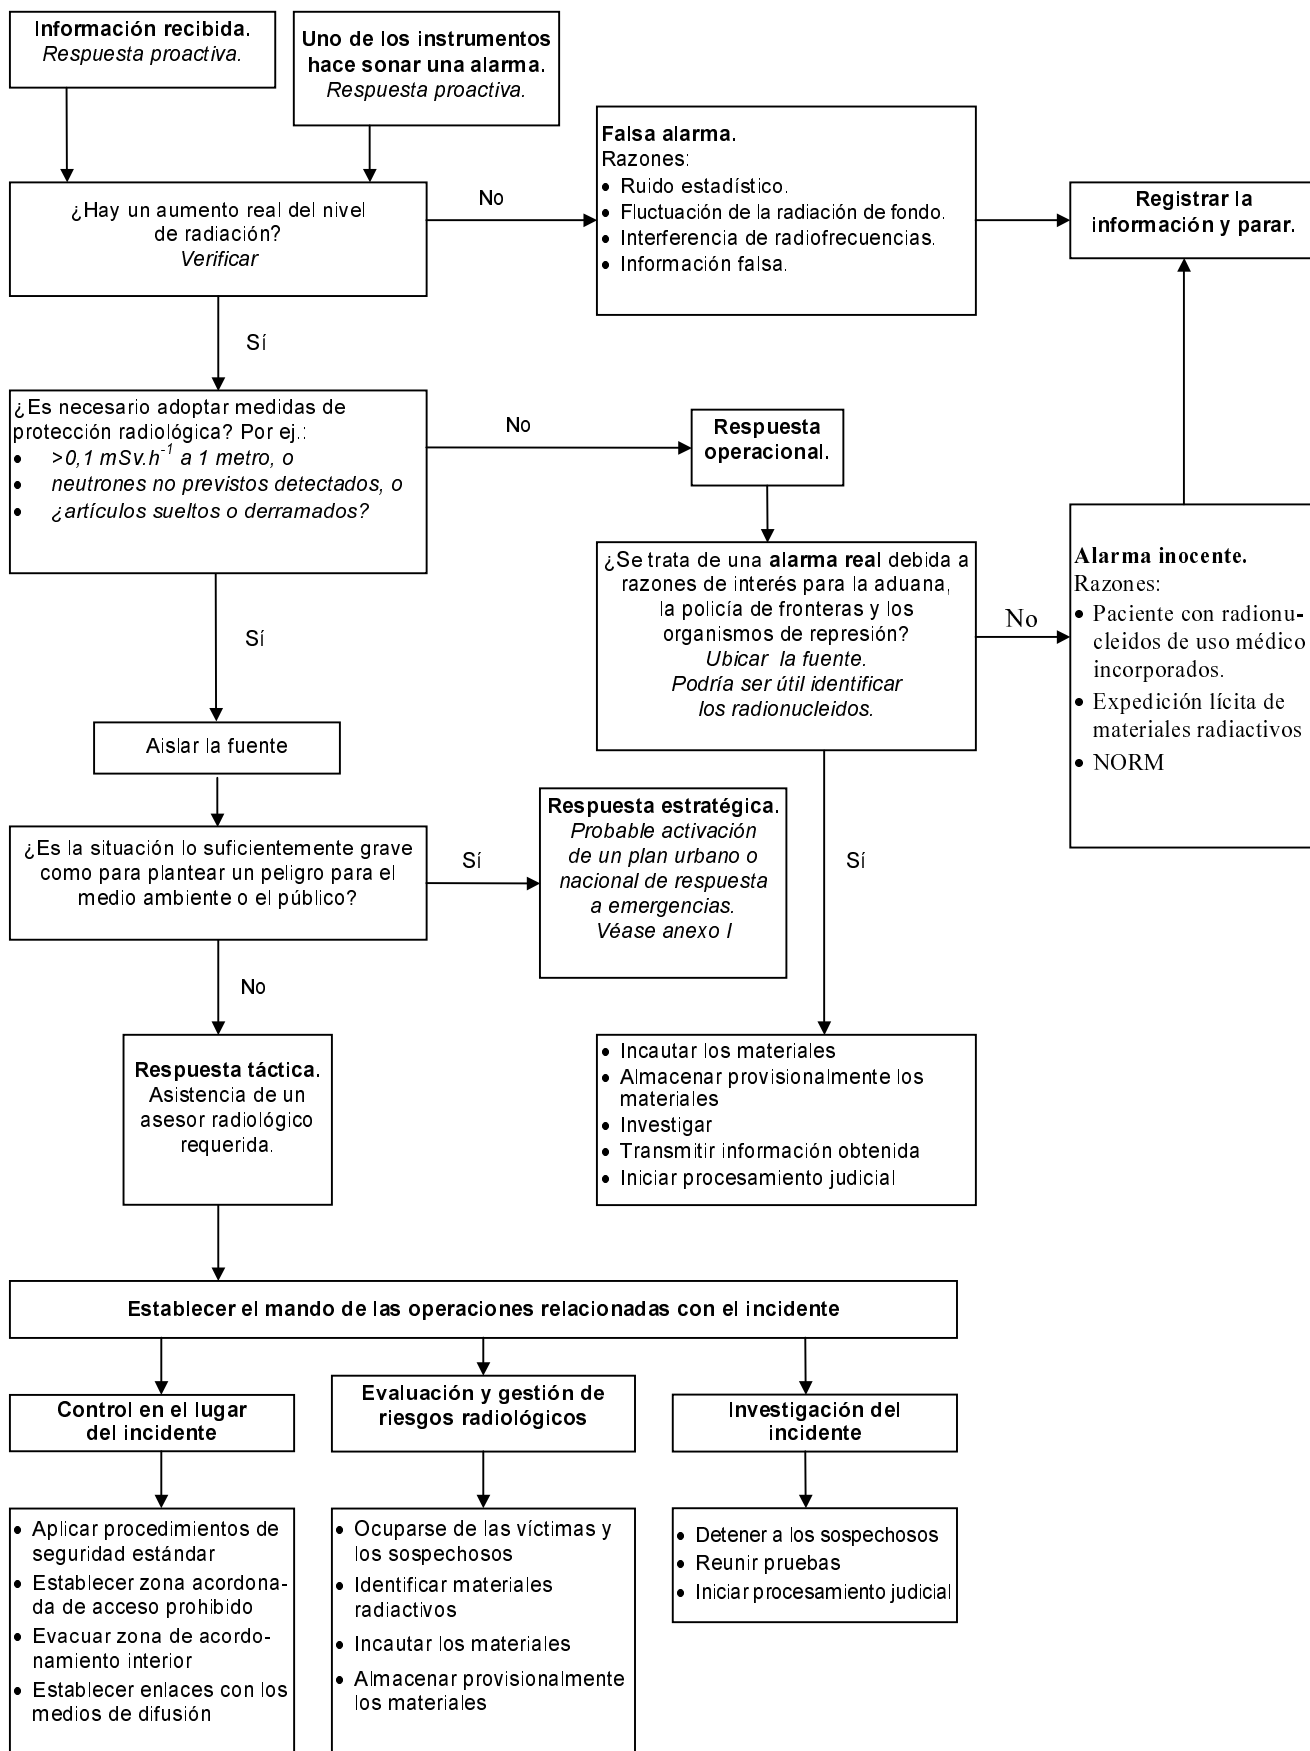 Información recibida.
Respuesta proactiva.
Uno de los instrumentos
hace sonar una alarma.
Respuesta proactiva.
¿Hay un aumento real del nivel
de radiación?
Verificar
No
Falsa alarma.
Razones:
• Ruido estadístico.
• Fluctuación de la radiación de fondo.
• Interferencia de radiofrecuencias.
• Información falsa.
Registrar la
información y parar.
Sí
¿Es necesario adoptar medidas de
protección radiológica? Por ej.:
• >0,1 mSv.h-1 a 1 metro, o
• neutrones no previstos detectados, o
• ¿artículos sueltos o derramados?
No
Respuesta
operacional.
¿Se trata de una alarma real debida a
razones de interés para la aduana,
la policía de fronteras y los
organismos de represión?
Ubicar la fuente.
Podría ser útil identificar
los radionucleidos.
No
Alarma inocente.
Razones:
• Paciente con radionu-
cleidos de uso médico
incorporados.
• Expedición lícita de
materiales radiactivos
• NORM
Sí
Aislar la fuente
¿Es la situación lo suficientemente grave
como para plantear un peligro para el
medio ambiente o el público?
Sí
Respuesta estratégica.
Probable activación
de un plan urbano o
nacional de respuesta
a emergencias.
Véase anexo I
Sí
No
Respuesta táctica.
Asistencia de un
asesor radiológico
requerida.
• Incautar los materiales
• Almacenar provisionalmente los
materiales
• Investigar
• Transmitir información obtenida
• Iniciar procesamiento judicial
Establecer el mando de las operaciones relacionadas con el incidente
Control en el lugar
del incidente
Evaluación y gestión de
riesgos radiológicos
Investigación del
incidente
• Aplicar procedimientos de
seguridad estándar
• Establecer zona acordona-
da de acceso prohibido
• Evacuar zona de acordo-
namiento interior
• Establecer enlaces con los
medios de difusión
• Ocuparse de las víctimas y
los sospechosos
• Identificar materiales
radiactivos
• Incautar los materiales
• Almacenar provisionalmente
los materiales
• Detener a los sospechosos
• Reunir pruebas
• Iniciar procesamiento judicial